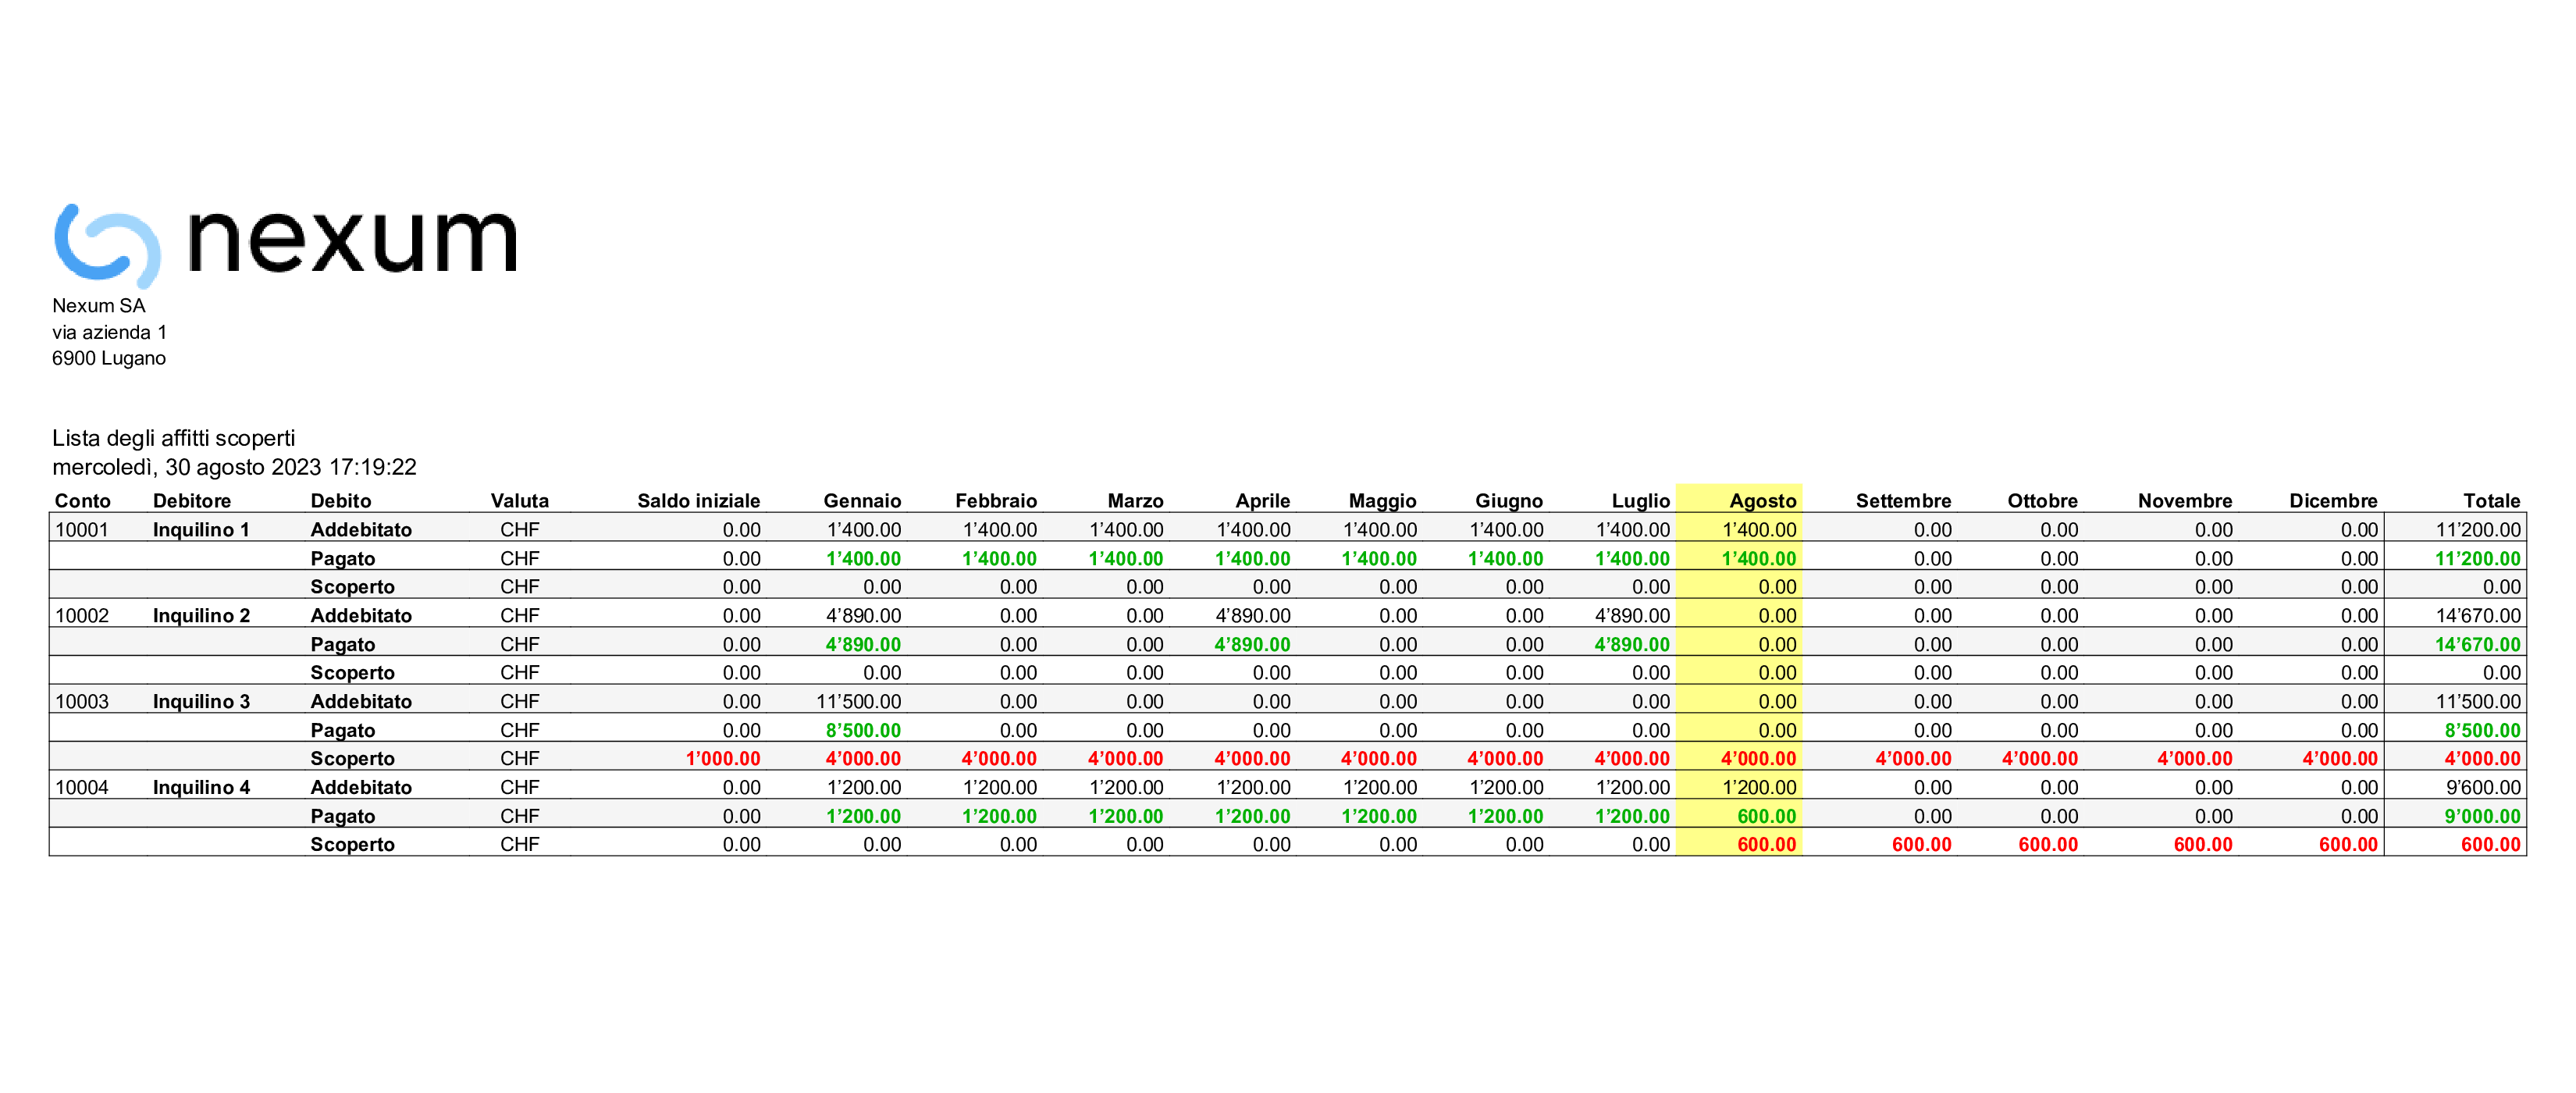 nexum
Nexum SA
via azienda 1
6900 Lugano
Lista degli affitti scoperti
mercoledì, 30 agosto 2023 17:19:22
Conto Debitore Debito Valuta Saldo iniziale Gennaio Febbraio Marzo Aprile Maggio Giugno Luglio Agosto Settembre Ottobre Novembre Dicembre Totale
10001 Inquilino 1 Addebitato CHF 0.00 1’400.00 1’400.00 1’400.00 1’400.00 1’400.00 1’400.00 1’400.00 1’400.00 0.00 0.00 0.00 0.00 11’200.00
Pagato CHF 0.00 1’400.00 1’400.00 1’400.00 1’400.00 1’400.00 1’400.00 1’400.00 1’400.00 0.00 0.00 0.00 0.00 11’200.00
Scoperto CHF 0.00 0.00 0.00 0.00 0.00 0.00 0.00 0.00 0.00 0.00 0.00 0.00 0.00 0.00
10002 Inquilino 2 Addebitato CHF 0.00 4’890.00 0.00 0.00 4’890.00 0.00 0.00 4’890.00 0.00 0.00 0.00 0.00 0.00 14’670.00
Pagato CHF 0.00 4’890.00 0.00 0.00 4’890.00 0.00 0.00 4’890.00 0.00 0.00 0.00 0.00 0.00 14’670.00
Scoperto CHF 0.00 0.00 0.00 0.00 0.00 0.00 0.00 0.00 0.00 0.00 0.00 0.00 0.00 0.00
10003 Inquilino 3 Addebitato CHF 0.00 11’500.00 0.00 0.00 0.00 0.00 0.00 0.00 0.00 0.00 0.00 0.00 0.00 11’500.00
Pagato CHF 0.00 8’500.00 0.00 0.00 0.00 0.00 0.00 0.00 0.00 0.00 0.00 0.00 0.00 8’500.00
Scoperto CHF 1’000.00 4’000.00 4’000.00 4’000.00 4’000.00 4’000.00 4’000.00 4’000.00 4’000.00 4’000.00 4’000.00 4’000.00 4’000.00 4’000.00
10004 Inquilino 4 Addebitato CHF 0.00 1’200.00 1’200.00 1’200.00 1’200.00 1’200.00 1’200.00 1’200.00 1’200.00 0.00 0.00 0.00 0.00 9’600.00
Pagato CHF 0.00 1’200.00 1’200.00 1’200.00 1’200.00 1’200.00 1’200.00 1’200.00 600.00 0.00 0.00 0.00 0.00 9’000.00
Scoperto CHF 0.00 0.00 0.00 0.00 0.00 0.00 0.00 0.00 600.00 600.00 600.00 600.00 600.00 600.00